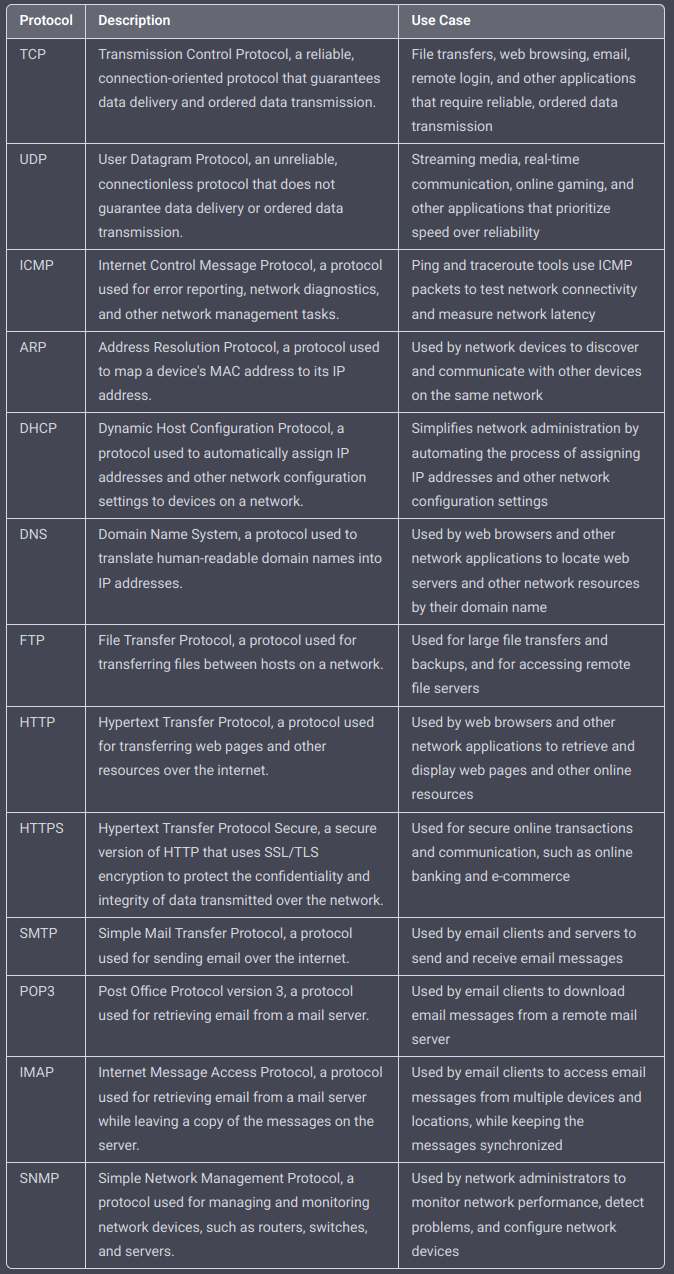 Protocol Description Use Case
TCP Transmission Control Protocol, a reliable, File transfers, web browsing, email,
connection-oriented protocol that guarantees remote login, and other applications
data delivery and ordered data transmission. that require reliable, ordered data
transmission
UDP User Datagram Protocol, an unreliable, Streaming media, real-time
connectionless protocol that does not communication, online gaming, and
guarantee data delivery or ordered data other applications that prioritize
transmission. speed over reliability
ICMP Internet Control Message Protocol, a protocol Ping and traceroute tools use ICMP
used for error reporting, network diagnostics, packets to test network connectivity
and other network management tasks. and measure network latency
ARP Address Resolution Protocol, a protocol used Used by network devices to discover
to map a device's MAC address to its IP and communicate with other devices
address. on the same network
DHCP Dynamic Host Configuration Protocol, a Simplifies network administration by
protocol used to automatically assign IP automating the process of assigning
addresses and other network configuration IP addresses and other network
settings to devices on a network. configuration settings
DNS Domain Name System, a protocol used to Used by web browsers and other
translate human-readable domain names into network applications to locate web
IP addresses. servers and other network resources
by their domain name
FTP File Transfer Protocol, a protocol used for Used for large file transfers and
transferring files between hosts on a network. backups, and for accessing remote
file servers
HTTP Hypertext Transfer Protocol, a protocol used Used by web browsers and other
for transferring web pages and other network applications to retrieve and
resources over the internet. display web pages and other online
resources
HTTPS Hypertext Transfer Protocol Secure, a secure Used for secure online transactions
version of HTTP that uses SSL/TLS and communication, such as online
encryption to protect the confidentiality and banking and e-commerce
integrity of data transmitted over the network.
SMTP Simple Mail Transfer Protocol, a protocol Used by email clients and servers to
used for sending email over the internet. send and receive email messages
POP3 Post Office Protocol version 3, a protocol Used by email clients to download
used for retrieving email from a mail server. email messages from a remote mail
server
IMAP Internet Message Access Protocol, a protocol Used by email clients to access email
used for retrieving email from a mail server messages from multiple devices and
while leaving a copy of the messages on the locations, while keeping the
server. messages synchronized
SNMP Simple Network Management Protocol, a Used by network administrators to
protocol used for managing and monitoring monitor network performance, detect
network devices, such as routers, switches, problems, and configure network
and servers. devices